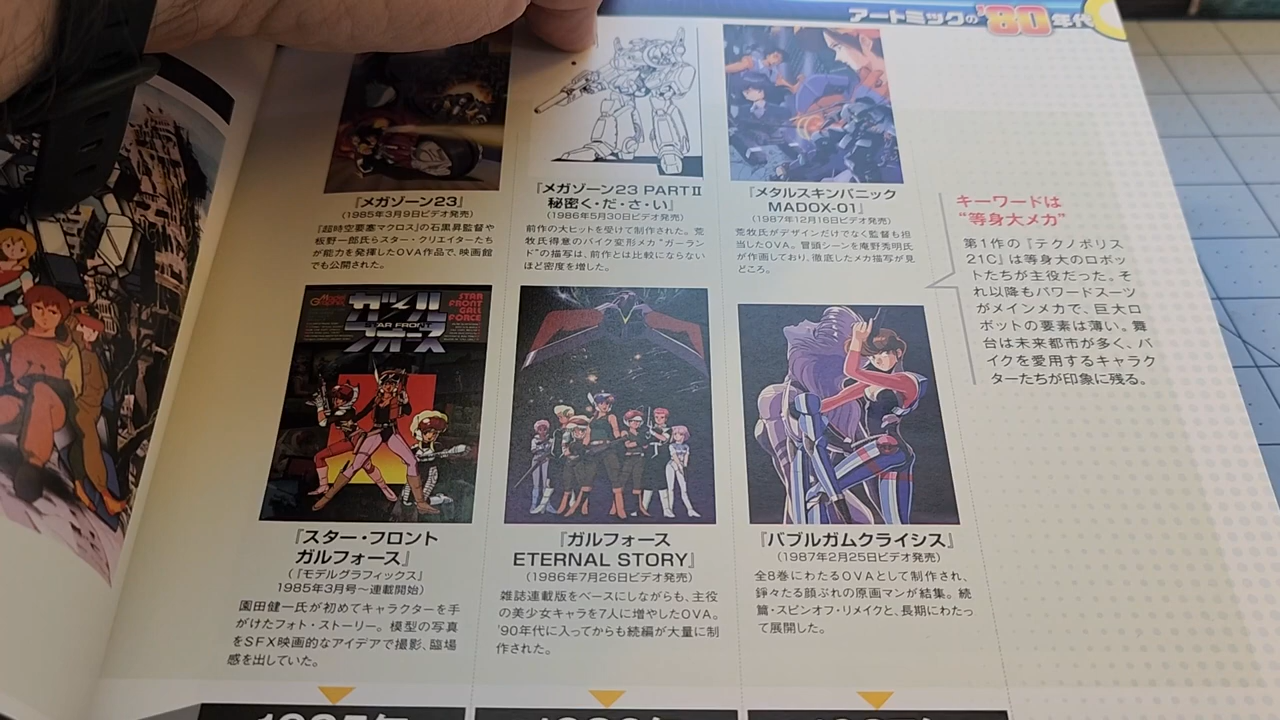 アートミックの'80年代
『メガゾーン23』
(1985年3月9日ビデオ発売)
『超時空要塞マクロス』の石黒昇監督や
板野一郎氏らスター・クリエイターたち
が能力を発揮したOVA作品で、映画館
でも公開された。
『メガゾーン23 PARTⅡ
秘密く・だ・さ・い』
(1986年5月30日ビデオ発売)
前作の大ヒットを受けて制作された。荒
牧氏得意のバイク変形メカ“ガーラン
ド”の描写は、前作とは比較にならない
ほど密度を増した。
『メタルスキンパニック
MADOX-01』
(1987年12月16日ビデオ発売)
荒牧氏がデザインだけでなく監督も担
当したOVA。冒頭シーンを庵野秀明氏
が作画しており、徹底したメカ描写が見
どころ。
キーワードは
“等身大メカ”
第1作の『テクノポリス
21C』は等身大のロボッ
トたちが主役だった。そ
れ以降もパワードスーツ
がメインメカで、巨大ロ
ボットの要素は薄い。舞
台は未来都市が多く、バ
イクを愛用するキャラク
ターたちが印象に残る。
ガルフォース
STAR FRONT
STAR
FRONT
GALL
FORCE
『スター・フロント
ガルフォース』
(『モデルグラフィックス』
1985年3月号〜連載開始)
園田健一氏が初めてキャラクターを手
がけたフォト・ストーリー。模型の写真
をSFX映画的なアイデアで撮影、臨場
感を出していた。
『ガルフォース
ETERNAL STORY』
(1986年7月26日ビデオ発売)
雑誌連載版をベースにしながらも、主役
の美少女キャラを7人に増やしたOVA。
'90年代に入ってからも続編が大量に制
作された。
『バブルガムクライシス』
(1987年2月25日ビデオ発売)
全8巻にわたるOVAとして制作され、
錚々たる顔ぶれの原画マンが結集。続
篇・スピンオフ・リメイクと、長期にわたっ
て展開した。